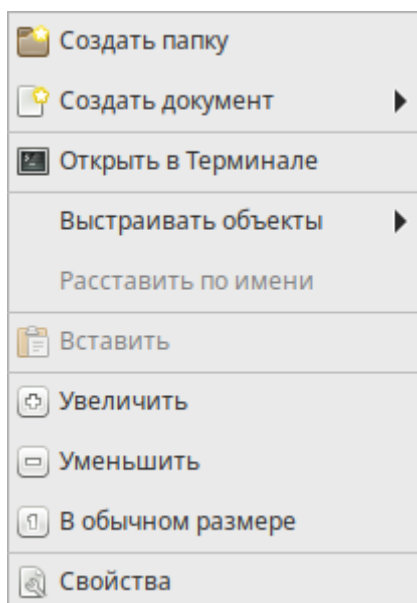 Создать папку
Создать документ
Открыть в Терминале
Выстраивать объекты
Расставить по имени
Вставить
Увеличить
Уменьшить
В обычном размере
Свойства